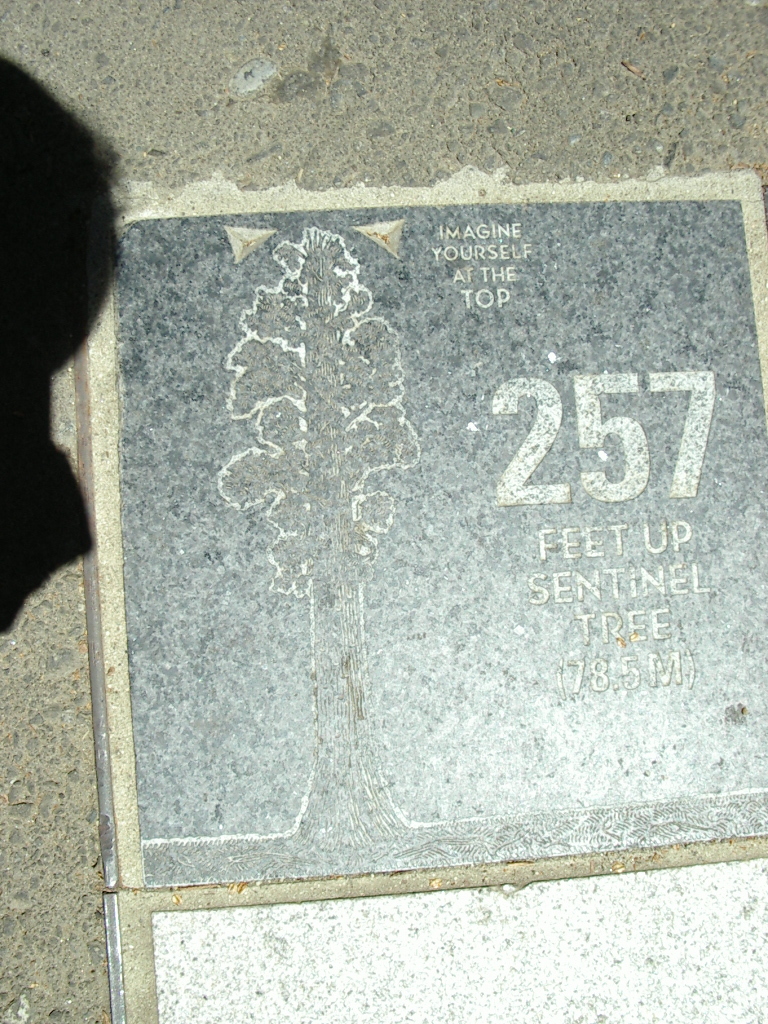 IMAGINE
YOURSELF
AT THE
TOP
257
FEET UP
SENTINEL
TREE
(78.5 M)